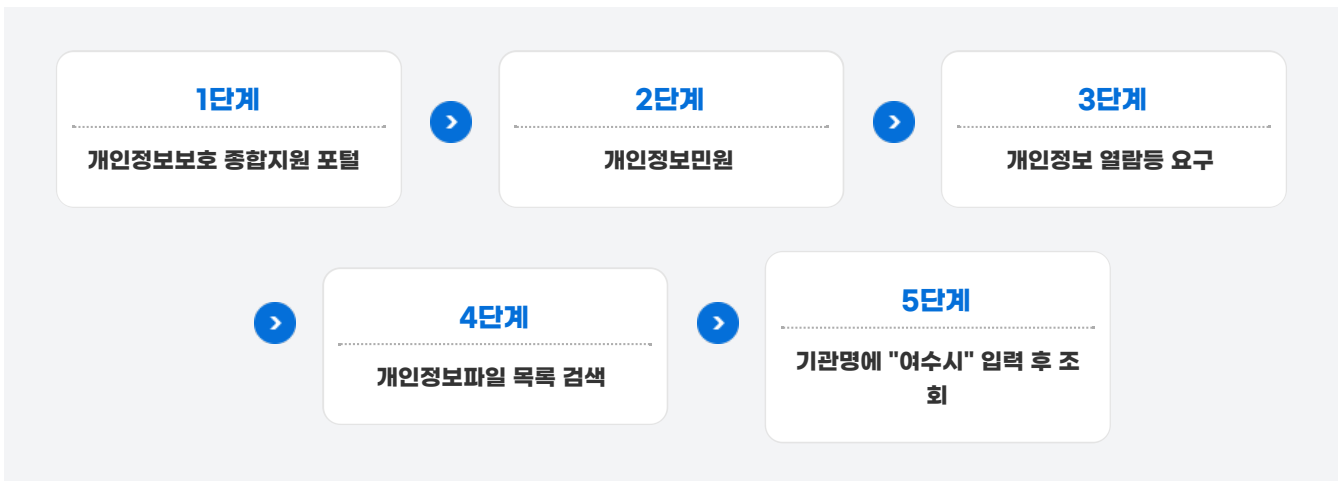 1단계
개인정보보호 종합지원 포털
2단계
개인정보민원
3단계
개인정보 열람등 요구
4단계
개인정보파일 목록 검색
5단계
기관명에 "여수시" 입력 후 조
회